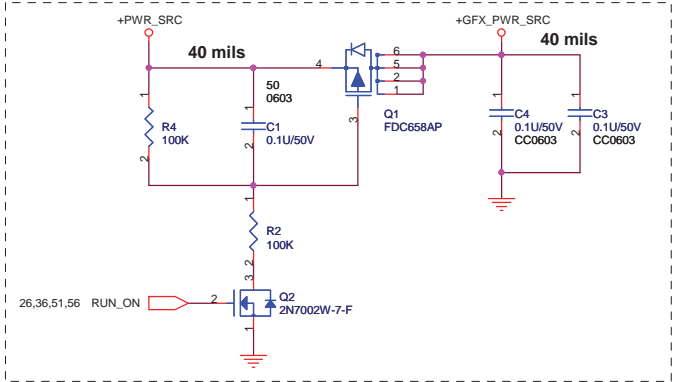 +PWR_SRC
+GFX_PWR_SRC
40 mils
40 mils
4
6
5
2
1
50
0603
1
1
Q1
FDC658AP
3
1
1
R4
100K
C1
0.1U/50V
C4
0.1U/50V
CC0603
C3
0.1U/50V
CC0603
2
2
2
2
1
R2
100K
2
3
26,36,51,56 RUN_ON
2
Q2
2N7002W-7-F
1